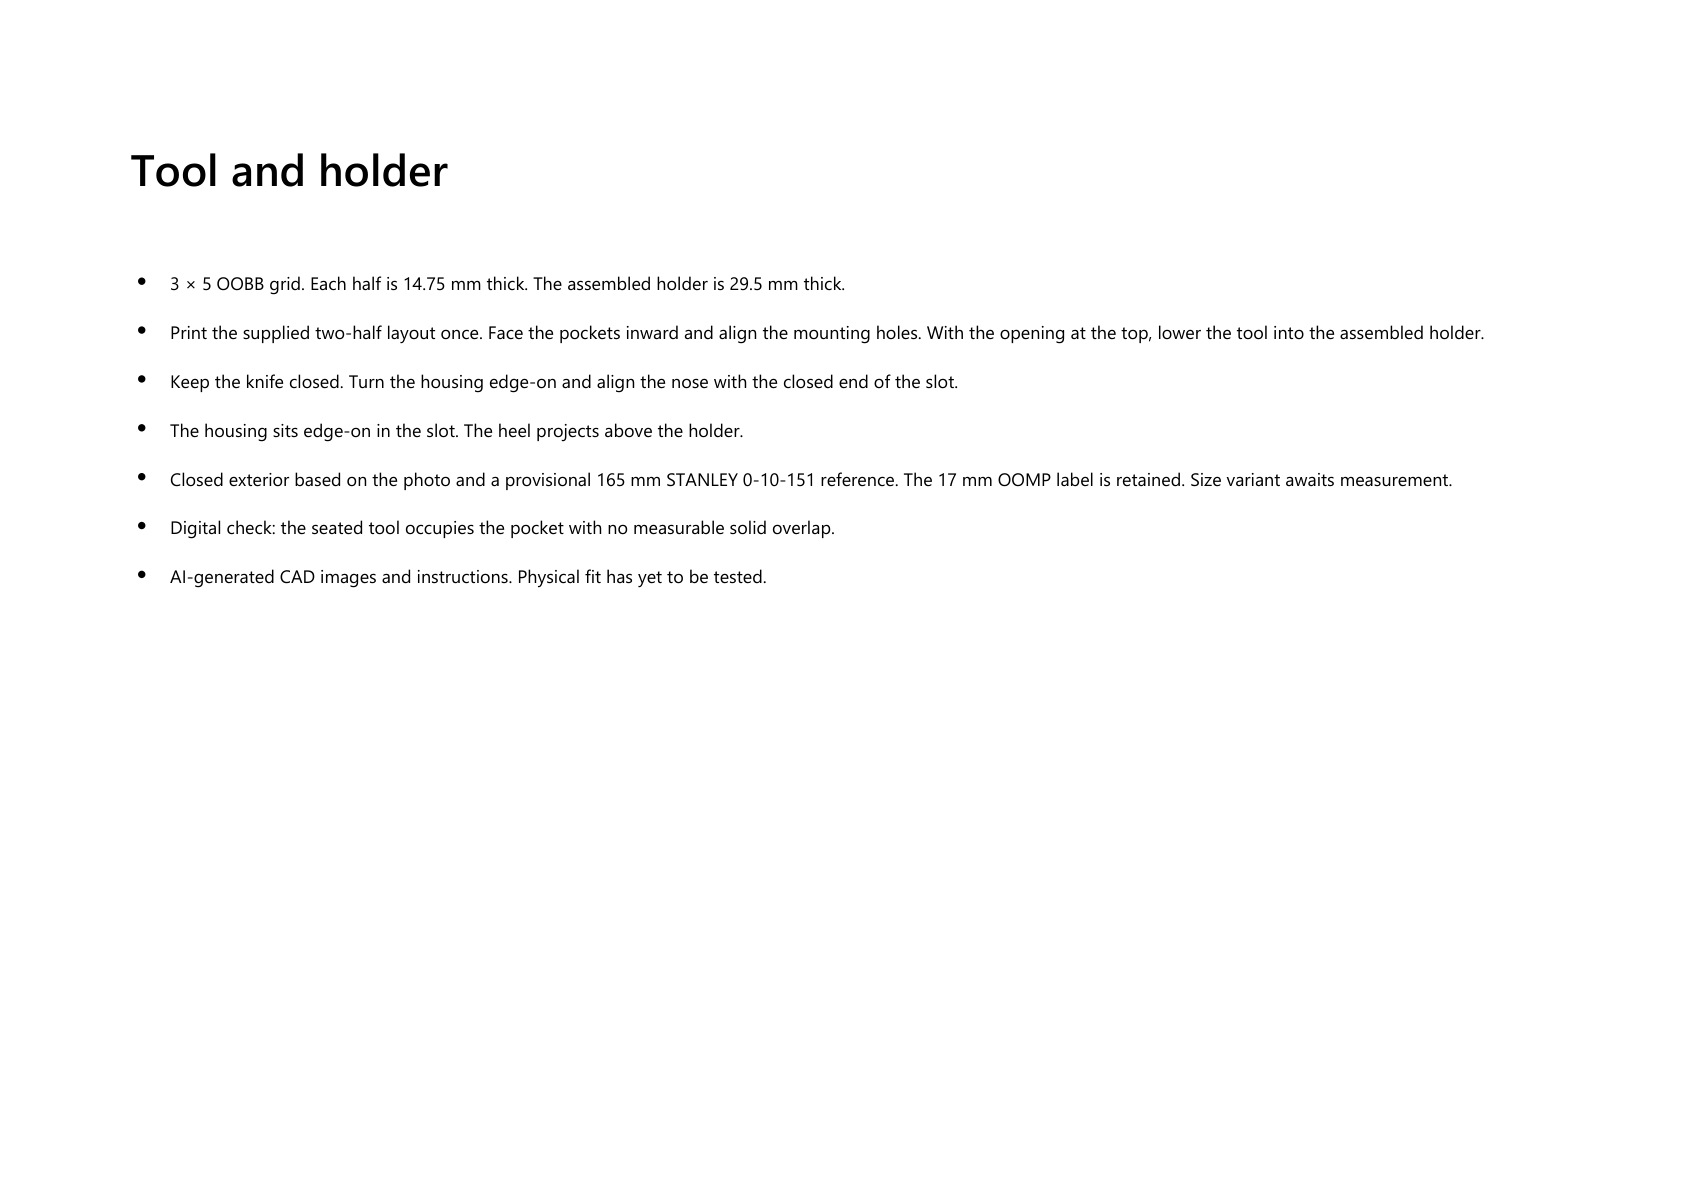 Tool and holder
• 3 × 5 OOBB grid. Each half is 14.75 mm thick. The assembled holder is 29.5 mm thick.
• Print the supplied two-half layout once. Face the pockets inward and align the mounting holes. With the opening at the top, lower the tool into the assembled holder.
• Keep the knife closed. Turn the housing edge-on and align the nose with the closed end of the slot.
• The housing sits edge-on in the slot. The heel projects above the holder.
• Closed exterior based on the photo and a provisional 165 mm STANLEY 0-10-151 reference. The 17 mm OOMP label is retained. Size variant awaits measurement.
• Digital check: the seated tool occupies the pocket with no measurable solid overlap.
• AI-generated CAD images and instructions. Physical fit has yet to be tested.